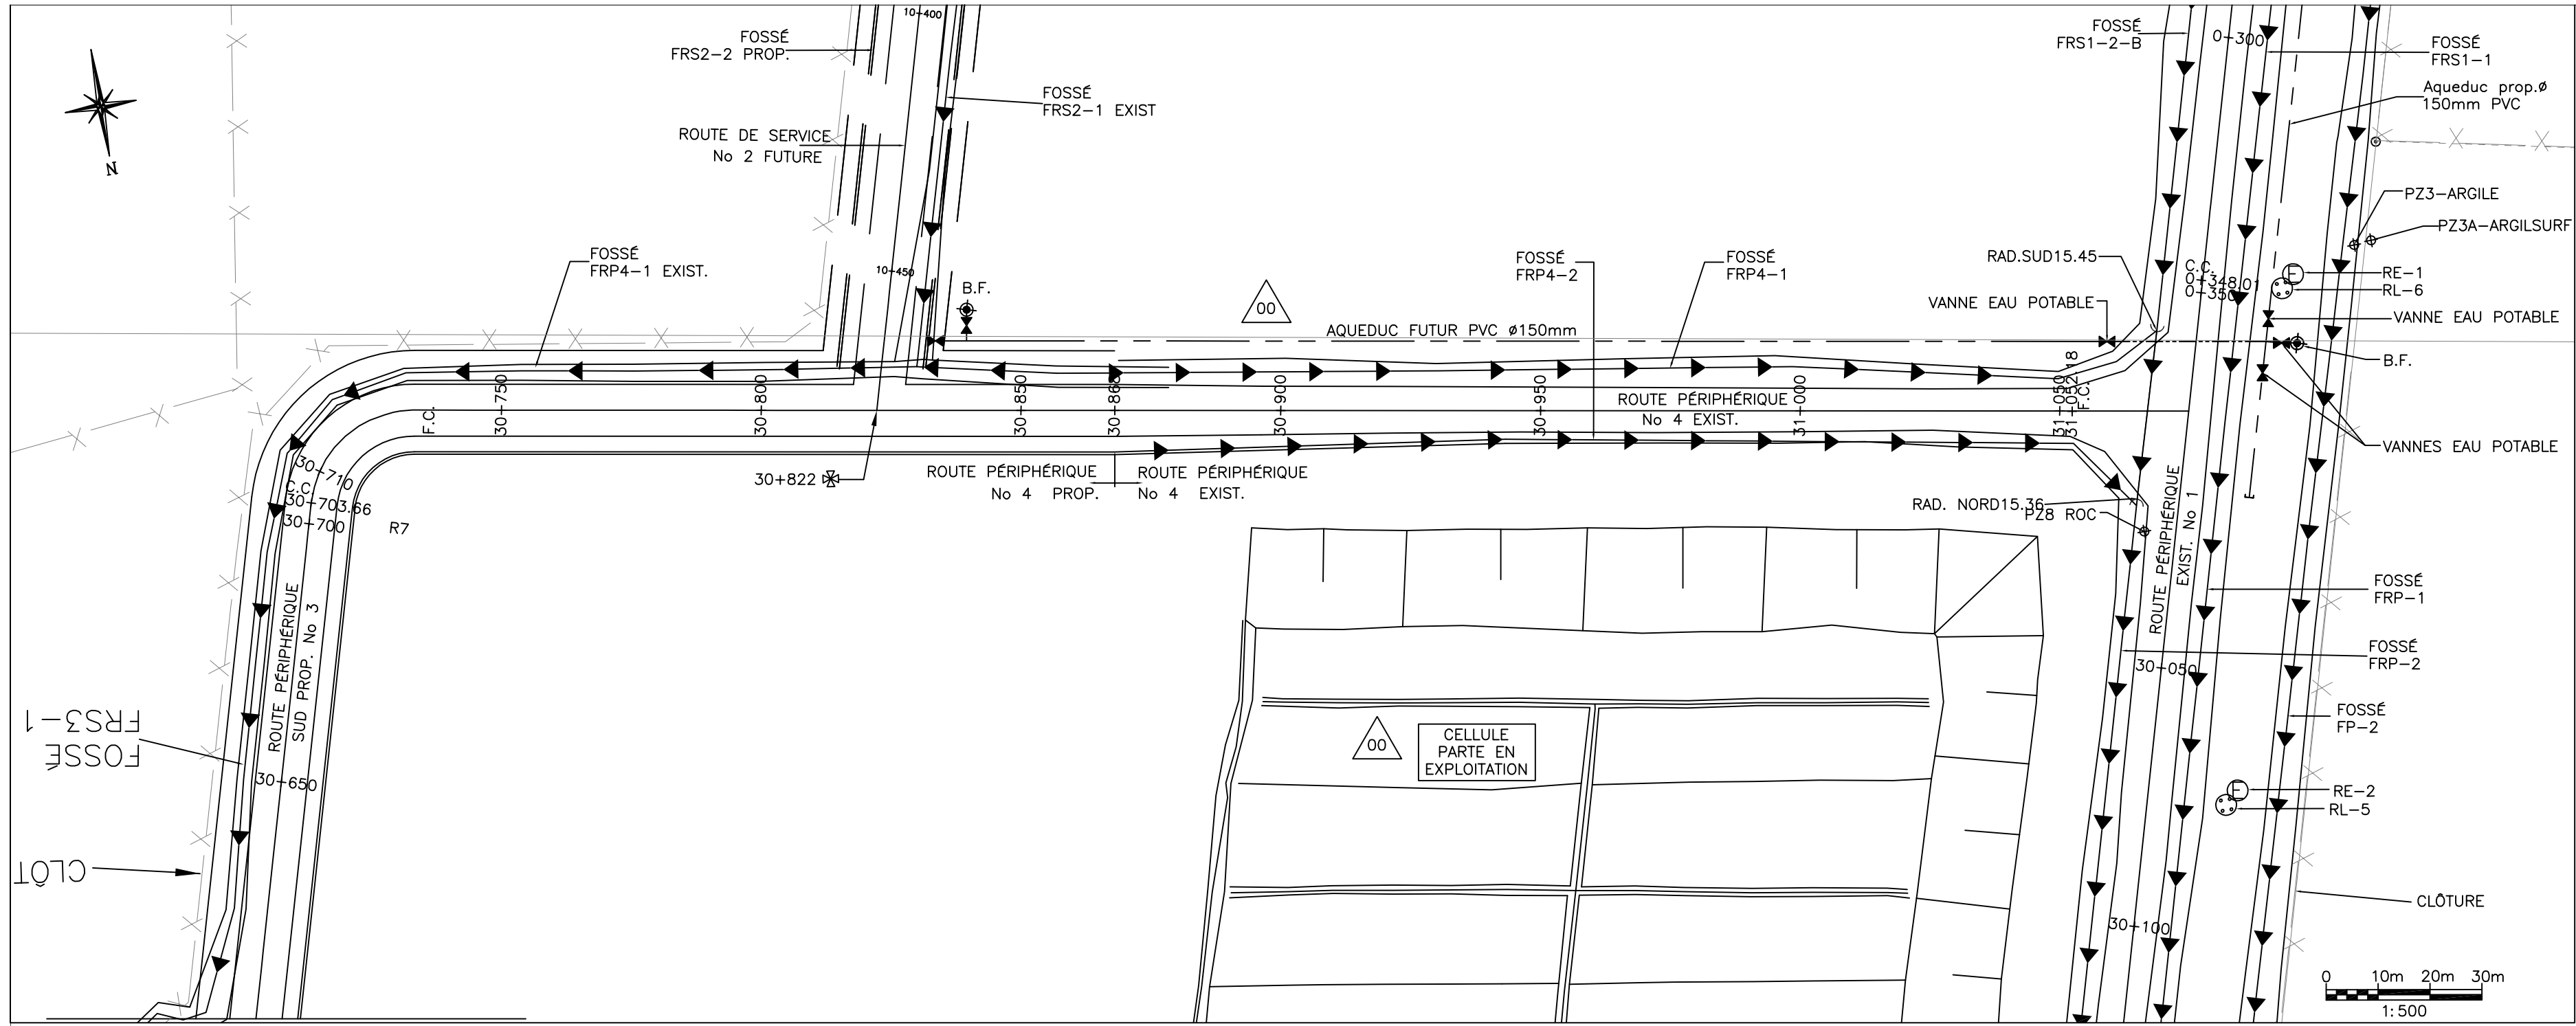 10+400
FOSSÉ
FRS2-2 PROP.
FOSSÉ
FRS2-1 EXIST
ROUTE DE SERVICE
No 2 FUTURE
N
FOSSÉ
FRS1-2-B
0+300
FOSSÉ
FRS1-1
Aqueduc prop.ø
150mm PVC
PZ3-ARGILE
PZ3A-ARGILSURF
FOSSÉ
FRP4-1 EXIST.
10+450
B.F.
00
FOSSÉ
FRP4-2
FOSSÉ
FRP4-1
RAD.SUD15.45
C.C.
0+348.01
0+350
RE-1
RL-6
VANNE EAU POTABLE
VANNE EAU POTABLE
AQUEDUC FUTUR PVC ø150mm
B.F.
F.C.
30+750
30+800
30+850
30+868
30+900
30+950
31+000
31+050
31+052.18
F.C.
ROUTE PÉRIPHÉRIQUE
No 4 EXIST.
VANNES EAU POTABLE
30+710
C.C.
30+703.66
30+700
R7
30+822
ROUTE PÉRIPHÉRIQUE
No 4 PROP.
ROUTE PÉRIPHÉRIQUE
No 4 EXIST.
RAD. NORD15.36
PZ8 ROC
ROUTE PÉRIPHÉRIQUE
EXIST. No 1
FOSSÉ
FRP-1
FOSSÉ
FRP-2
30+050
FOSSÉ
FP-2
ROUTE PÉRIPHÉRIQUE
SUD PROP. No 3
FOSSÉ
FRS3-1
30+650
00
CELLULE
PARTE EN
EXPLOITATION
RE-2
RL-5
CLÔT
CLÔTURE
30+100
0 10m 20m 30m
1:500